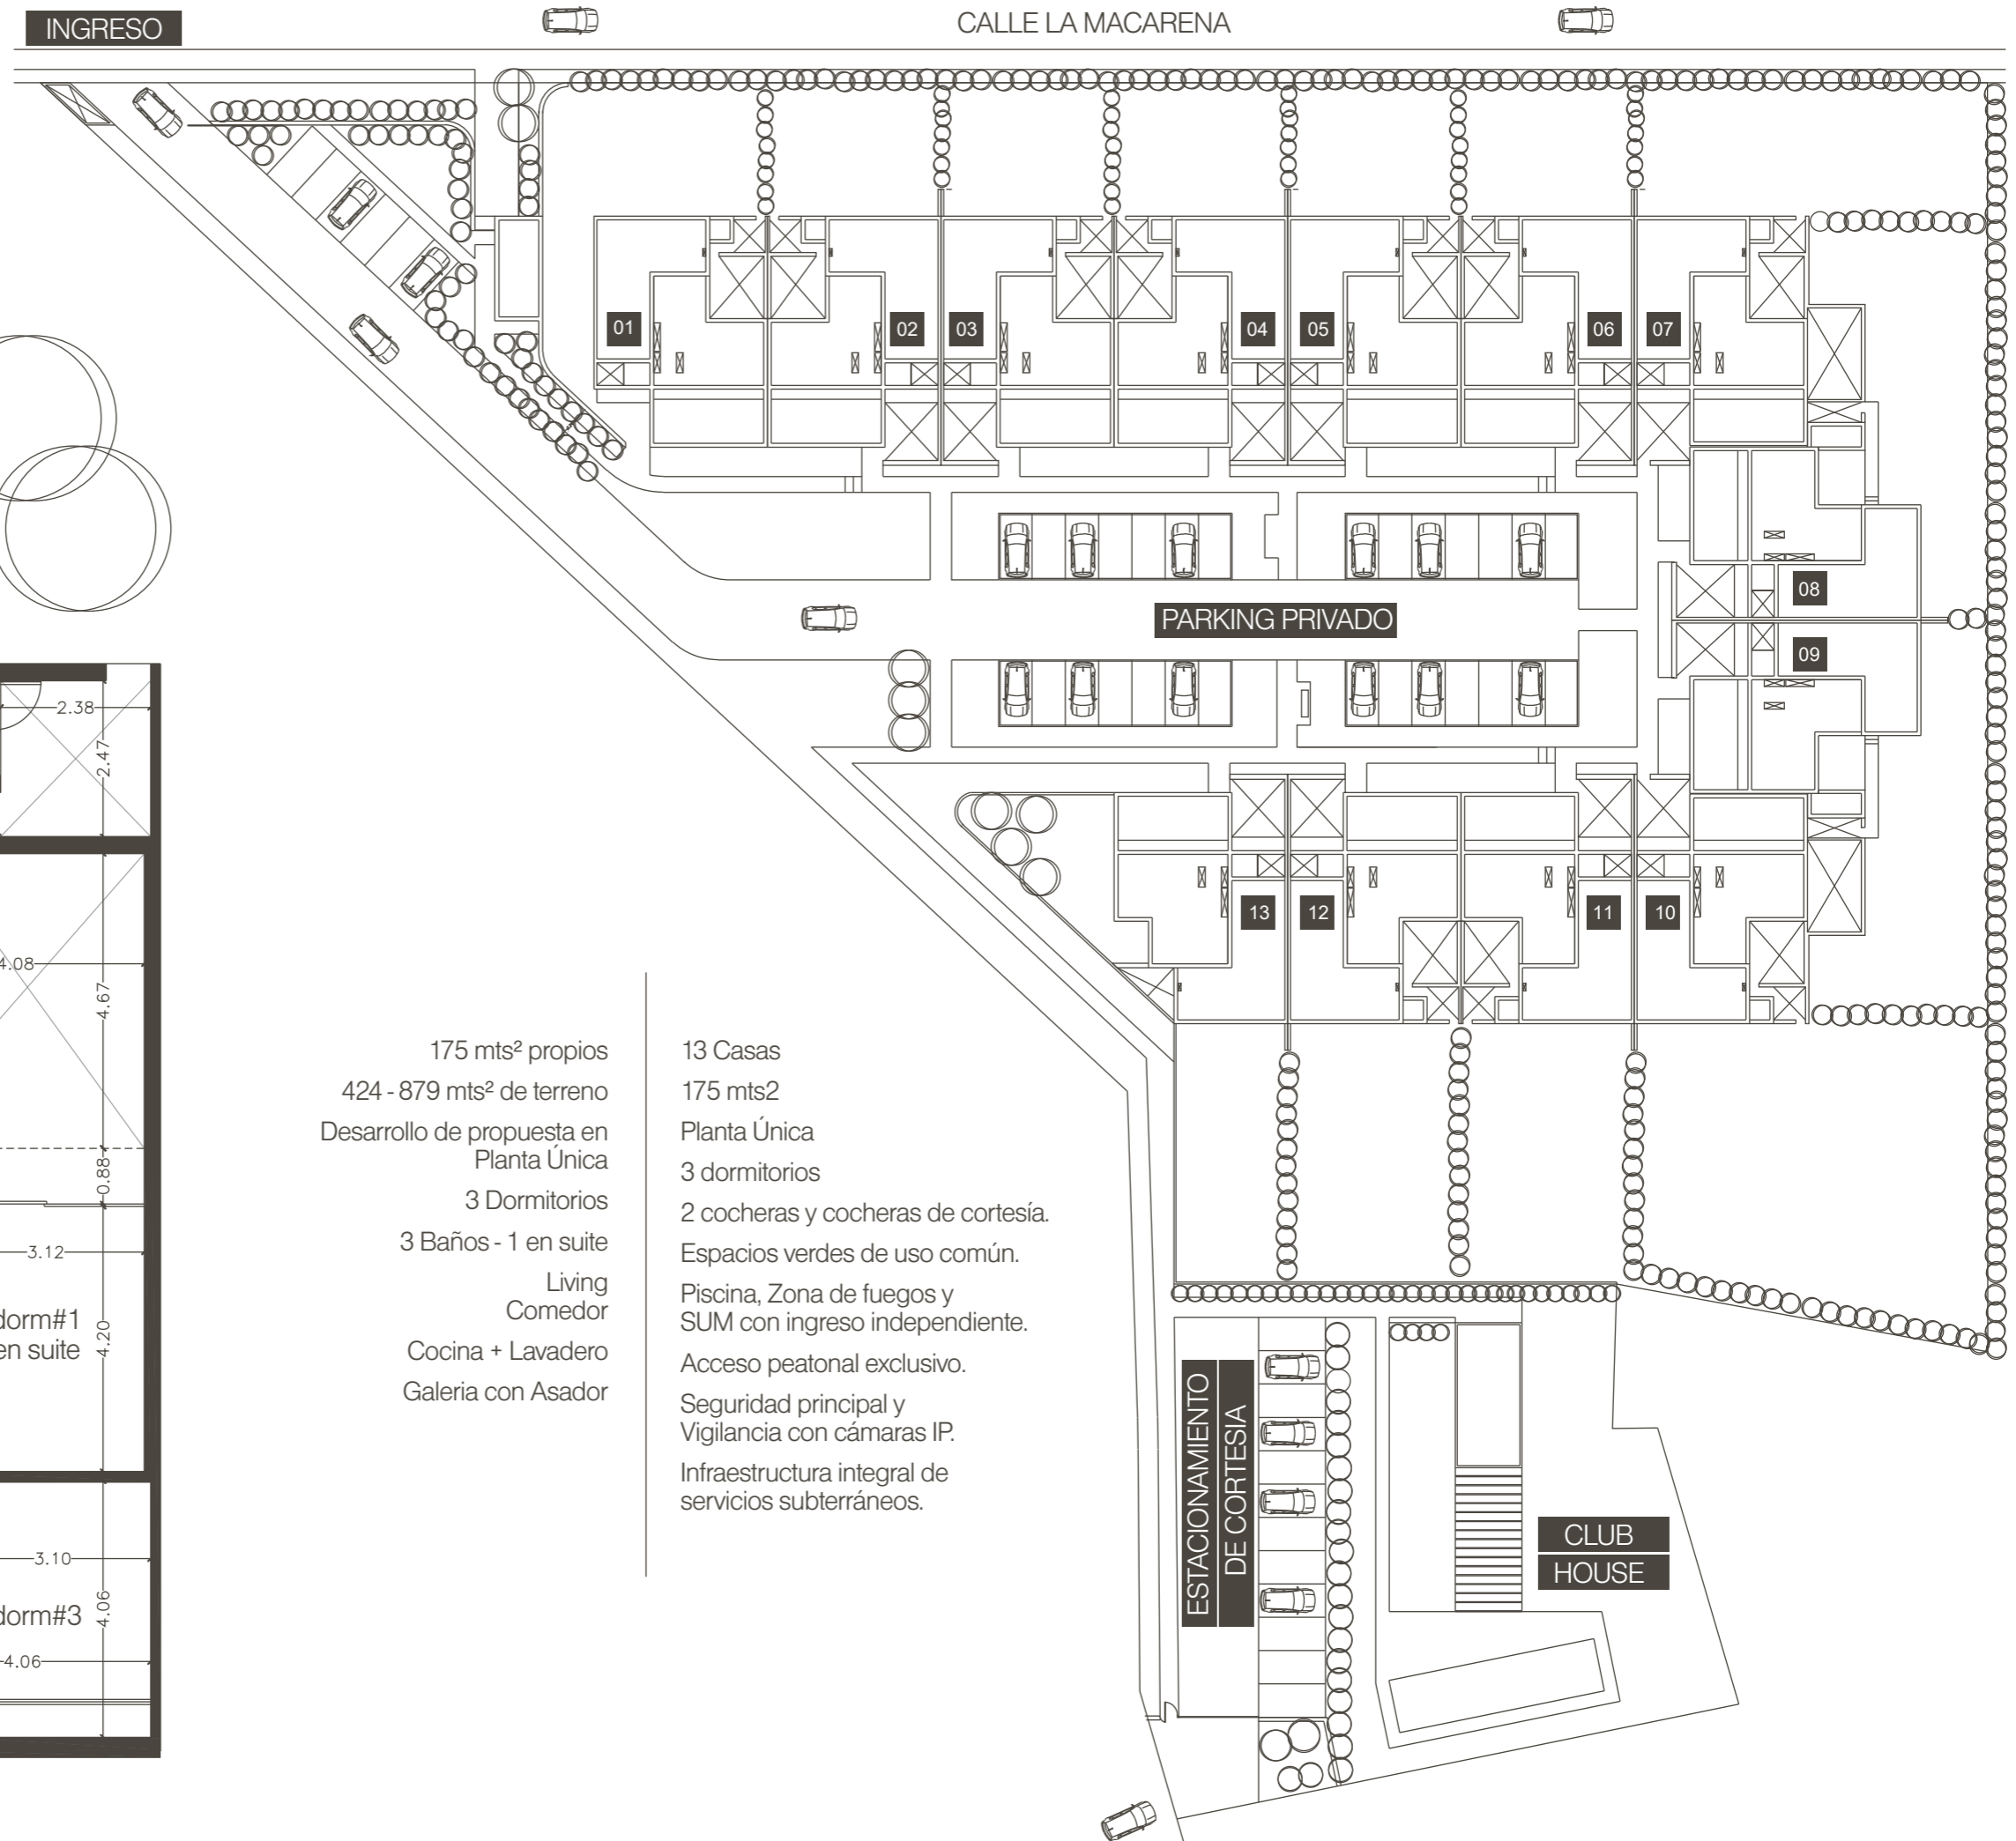 INGRESO
CALLE LA MACARENA
01
02
03
04
05
06
07
08
09
PARKING PRIVADO
13
12
11
10
2.38
2.47
4.08
4.67
0.88
3.12
dorm#1
en suite
4.20
3.10
dorm#3
4.06
4.06
175 mts² propios
424 - 879 mts² de terreno
Desarrollo de propuesta en
Planta Única
3 Dormitorios
3 Baños - 1 en suite
Living
Comedor
Cocina + Lavadero
Galeria con Asador
13 Casas
175 mts2
Planta Única
3 dormitorios
2 cocheras y cocheras de cortesía.
Espacios verdes de uso común.
Piscina, Zona de fuegos y
SUM con ingreso independiente.
Acceso peatonal exclusivo.
Seguridad principal y
Vigilancia con cámaras IP.
Infraestructura integral de
servicios subterráneos.
ESTACIONAMIENTO
DE CORTESIA
CLUB
HOUSE